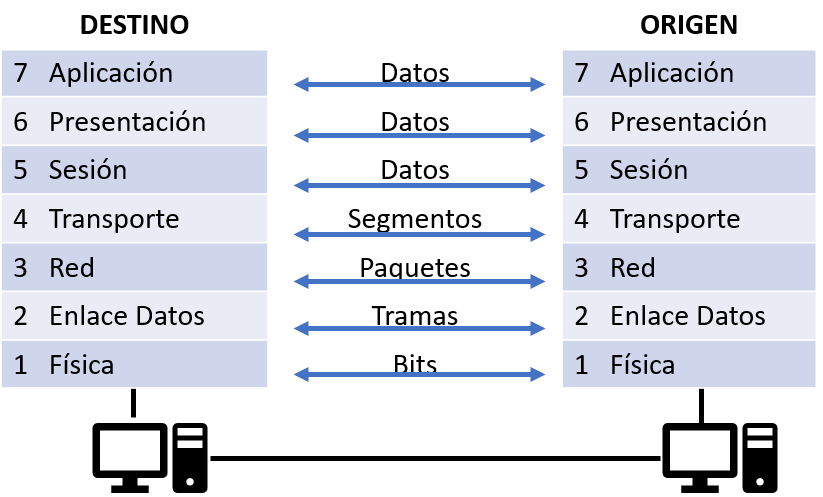 DESTINO ORIGEN
7 Aplicación Datos 7 Aplicación
6 Presentación Datos 6 Presentación
5 Sesión Datos 5 Sesión
4 Transporte Segmentos 4 Transporte
3 Red Paquetes 3 Red
2 Enlace Datos Tramas 2 Enlace Datos
1 Física Bits 1 Física